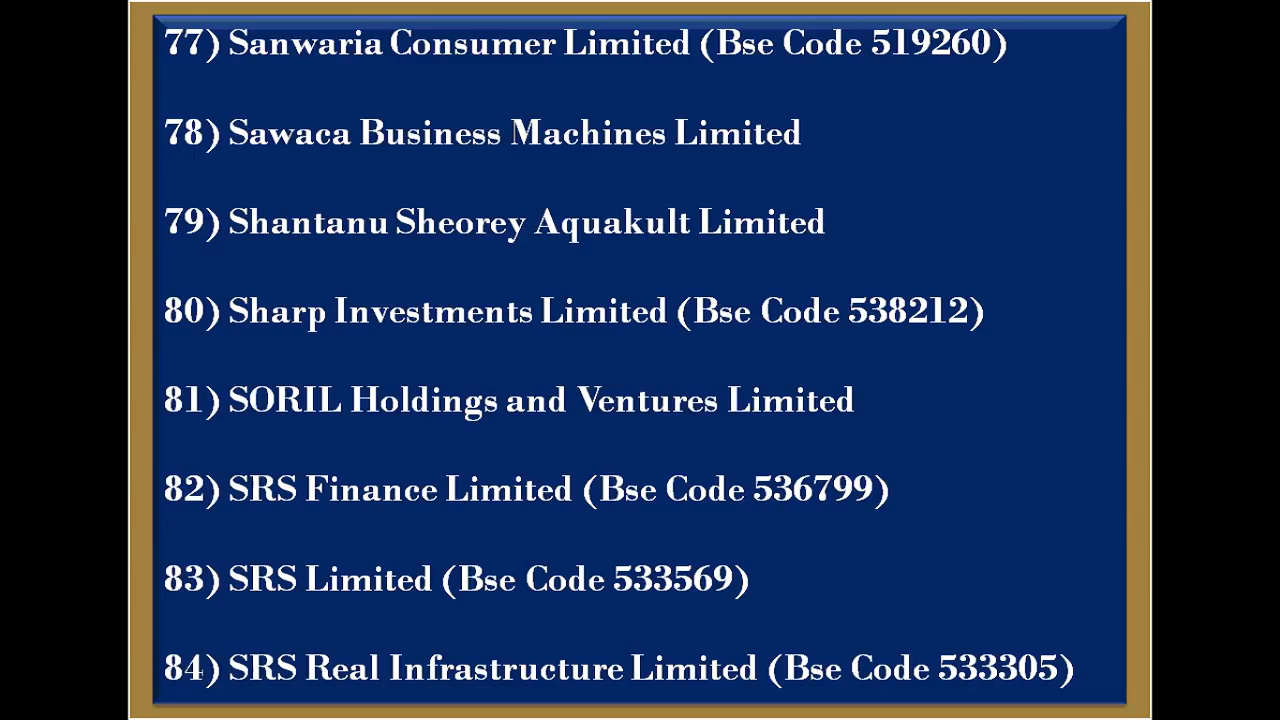 77) Sanwaria Consumer Limited (Bse Code 519260)
78) Sawaca Business Machines Limited
79) Shantanu Sheorey Aquakult Limited
80) Sharp Investments Limited (Bse Code 538212)
81) SORIL Holdings and Ventures Limited
82) SRS Finance Limited (Bse Code 536799)
83) SRS Limited (Bse Code 533569)
84) SRS Real Infrastructure Limited (Bse Code 533305)